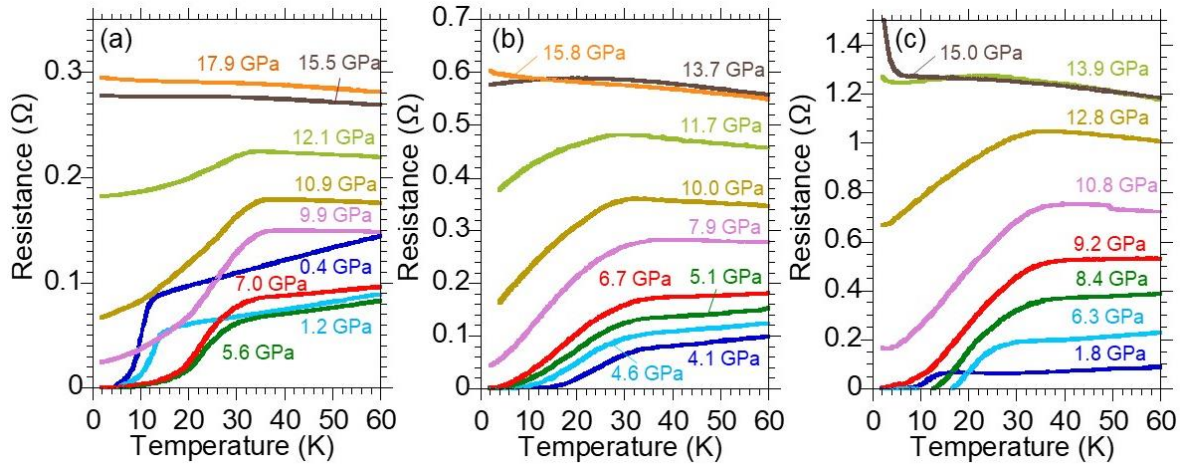 (a)
17.9 GPa
15.5 GPa
12.1 GPa
10.9 GPa
9.9 GPa
0.4 GPa
7.0 GPa
1.2 GPa
5.6 GPa
0.3
0.2
0.1
0
Resistance (Ω)
0 10 20 30 40 50 60
Temperature (K)
(b)
15.8 GPa
13.7 GPa
11.7 GPa
10.0 GPa
7.9 GPa
6.7 GPa
5.1 GPa
4.6 GPa
4.1 GPa
0.7
0.6
0.5
0.4
0.3
0.2
0.1
0
Resistance (Ω)
0 10 20 30 40 50 60
Temperature (K)
(c)
15.0 GPa
13.9 GPa
12.8 GPa
10.8 GPa
9.2 GPa
8.4 GPa
6.3 GPa
1.8 GPa
1.4
1.2
1
0.8
0.6
0.4
0.2
0
Resistance (Ω)
0 10 20 30 40 50 60
Temperature (K)